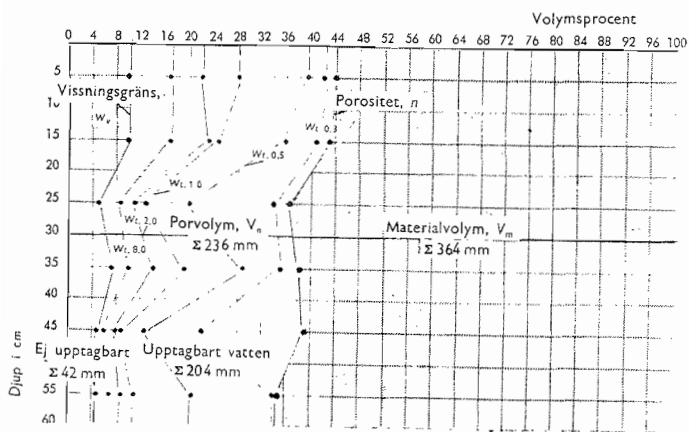 Volymsprocent
0 4 8 12 16 20 24 28 32 36 40 44 48 52 56 60 64 68 72 76 80 84 88 92 96 100
5
Vissningsgräns,
10
Wv
Porositet, n
Wt, 0,3
15
Wt, 0,5
20
Wt, 1,0
25
Wt, 2,0
Porvolym, Vn
Materialvolym, Vm
30
Wt, 8,0
Σ 236 mm
Σ 364 mm
35
40
45
Ej upptagbart
Upptagbart vatten
Σ 42 mm
Σ 204 mm
55
60
Djup i cm